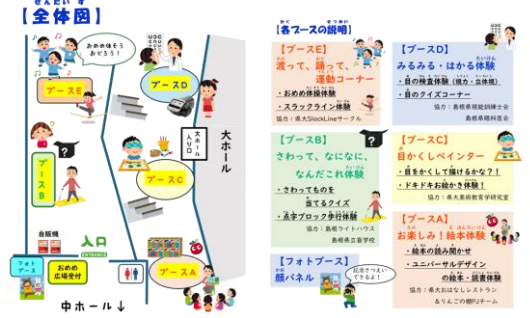 ぜんたいず
【全体図】
おめめ体そう
おどろう！
ブースE
ブースD
大ホール
入り口
大ホール
ブースB
ブースC
自販機
入口
ENTRANCE
フォト
ブース
おめめ
広場受付
ブースA
中ホール↓
かく せつめい
【各ブースの説明】
【ブースE】
渡って、踊って、
運動コーナー
・おめめ体操体験
・スラックライン体験
協力：県大SlackLineサークル
【ブースD】
みるみる・はかる体験
・目の検査体験（視力・立体視）
・目のクイズコーナー
協力：島根県視能訓練士会
島根県眼科医会
【ブースB】
さわって、なになに、
なんだこれ体験
・さわってものを
当てるクイズ
・点字ブロック歩行体験
協力：島根ライトハウス
島根県立盲学校
【ブースC】
目かくしペインター
・目をかくして描けるかな？！
・ドキドキお絵かき体験！
協力：県大美術教育学研究室
【ブースA】
お楽しみ！絵本体験
・絵本の読み聞かせ
・ユニバーサルデザイン
の絵本・読書体験
協力：県大おはなしレストラン
＆りんごの棚PJチーム
【フォトブース】
顔パネル
記念さつえい
できるよ！